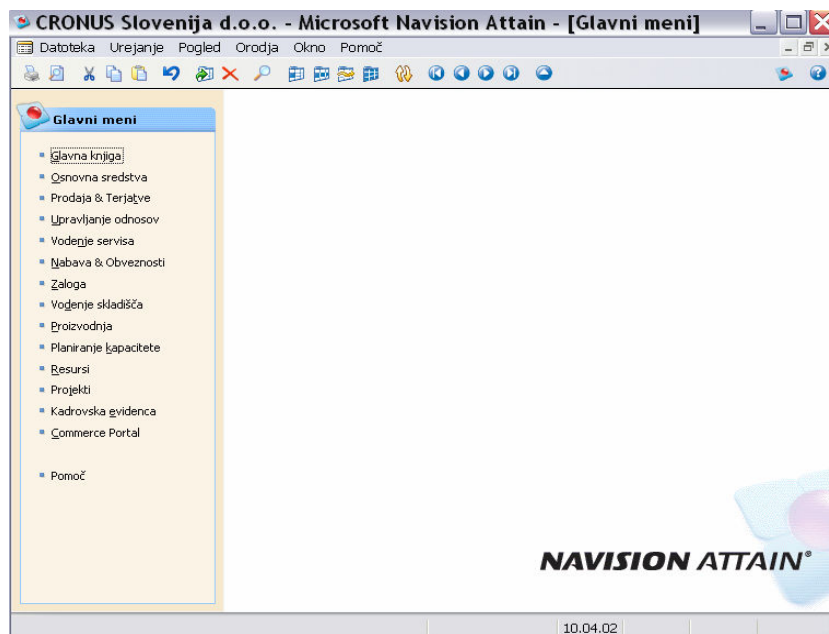 CRONUS Slovenija d.o.o. - Microsoft Navision Attain - [Glavni meni]
Datoteka Urejanje Pogled Orodja Okno Pomoč
Glavni meni
Glavna knjiga
Osnovna sredstva
Prodaja & Terjatve
Upravljanje odnosov
Vodenje servisa
Nabava & Obveznosti
Zaloga
Vodenje skladišča
Proizvodnja
Planiranje kapacitete
Resursi
Projekti
Kadrovska evidenca
Commerce Portal
Pomoč
NAVISION ATTAIN®
10.04.02